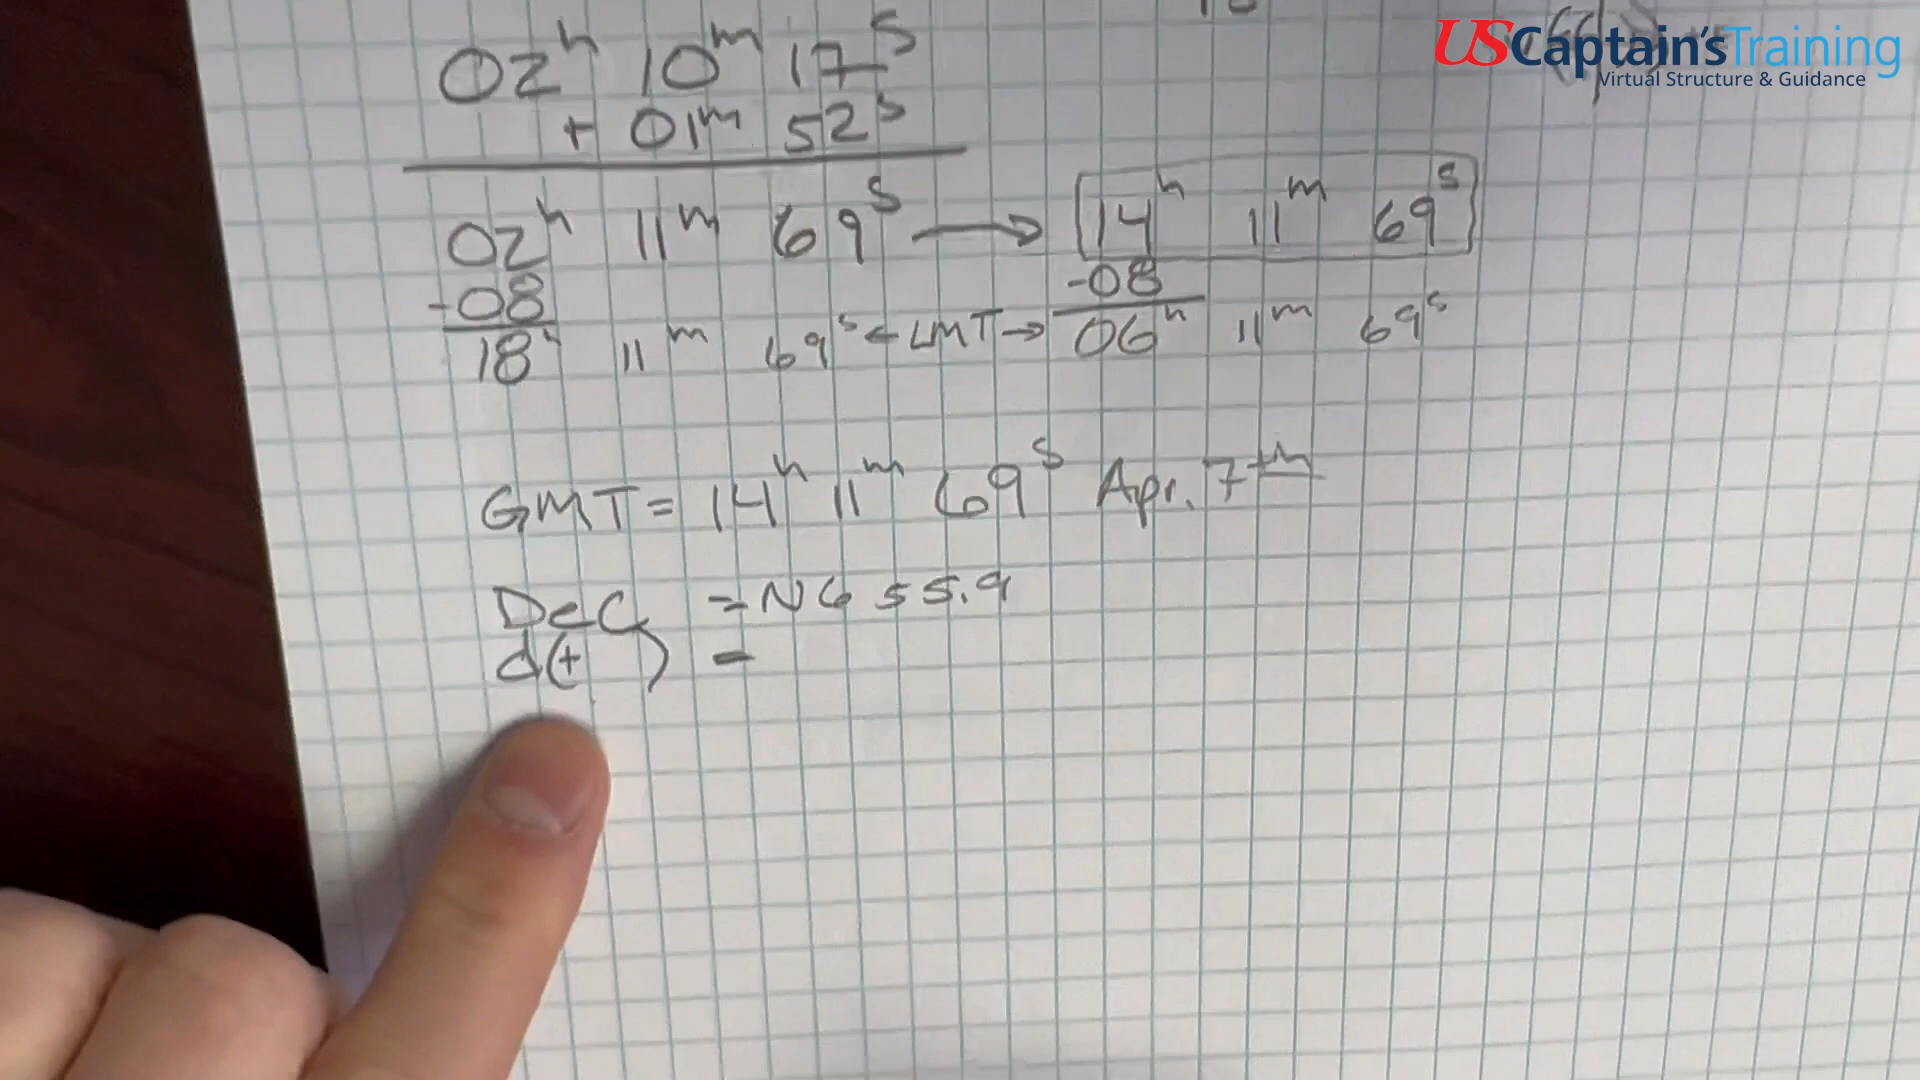 USCaptain'sTraining
Virtual Structure & Guidance
02h 10m 17s
+ 01m 52s
02h 11m 69s → 14h 11m 69s
-08 -08
18h 11m 69s ← LMT → 06h 11m 69s
GMT = 14h 11m 69s Apr. 7th
Dec = N6 55.9
d(+ ) =